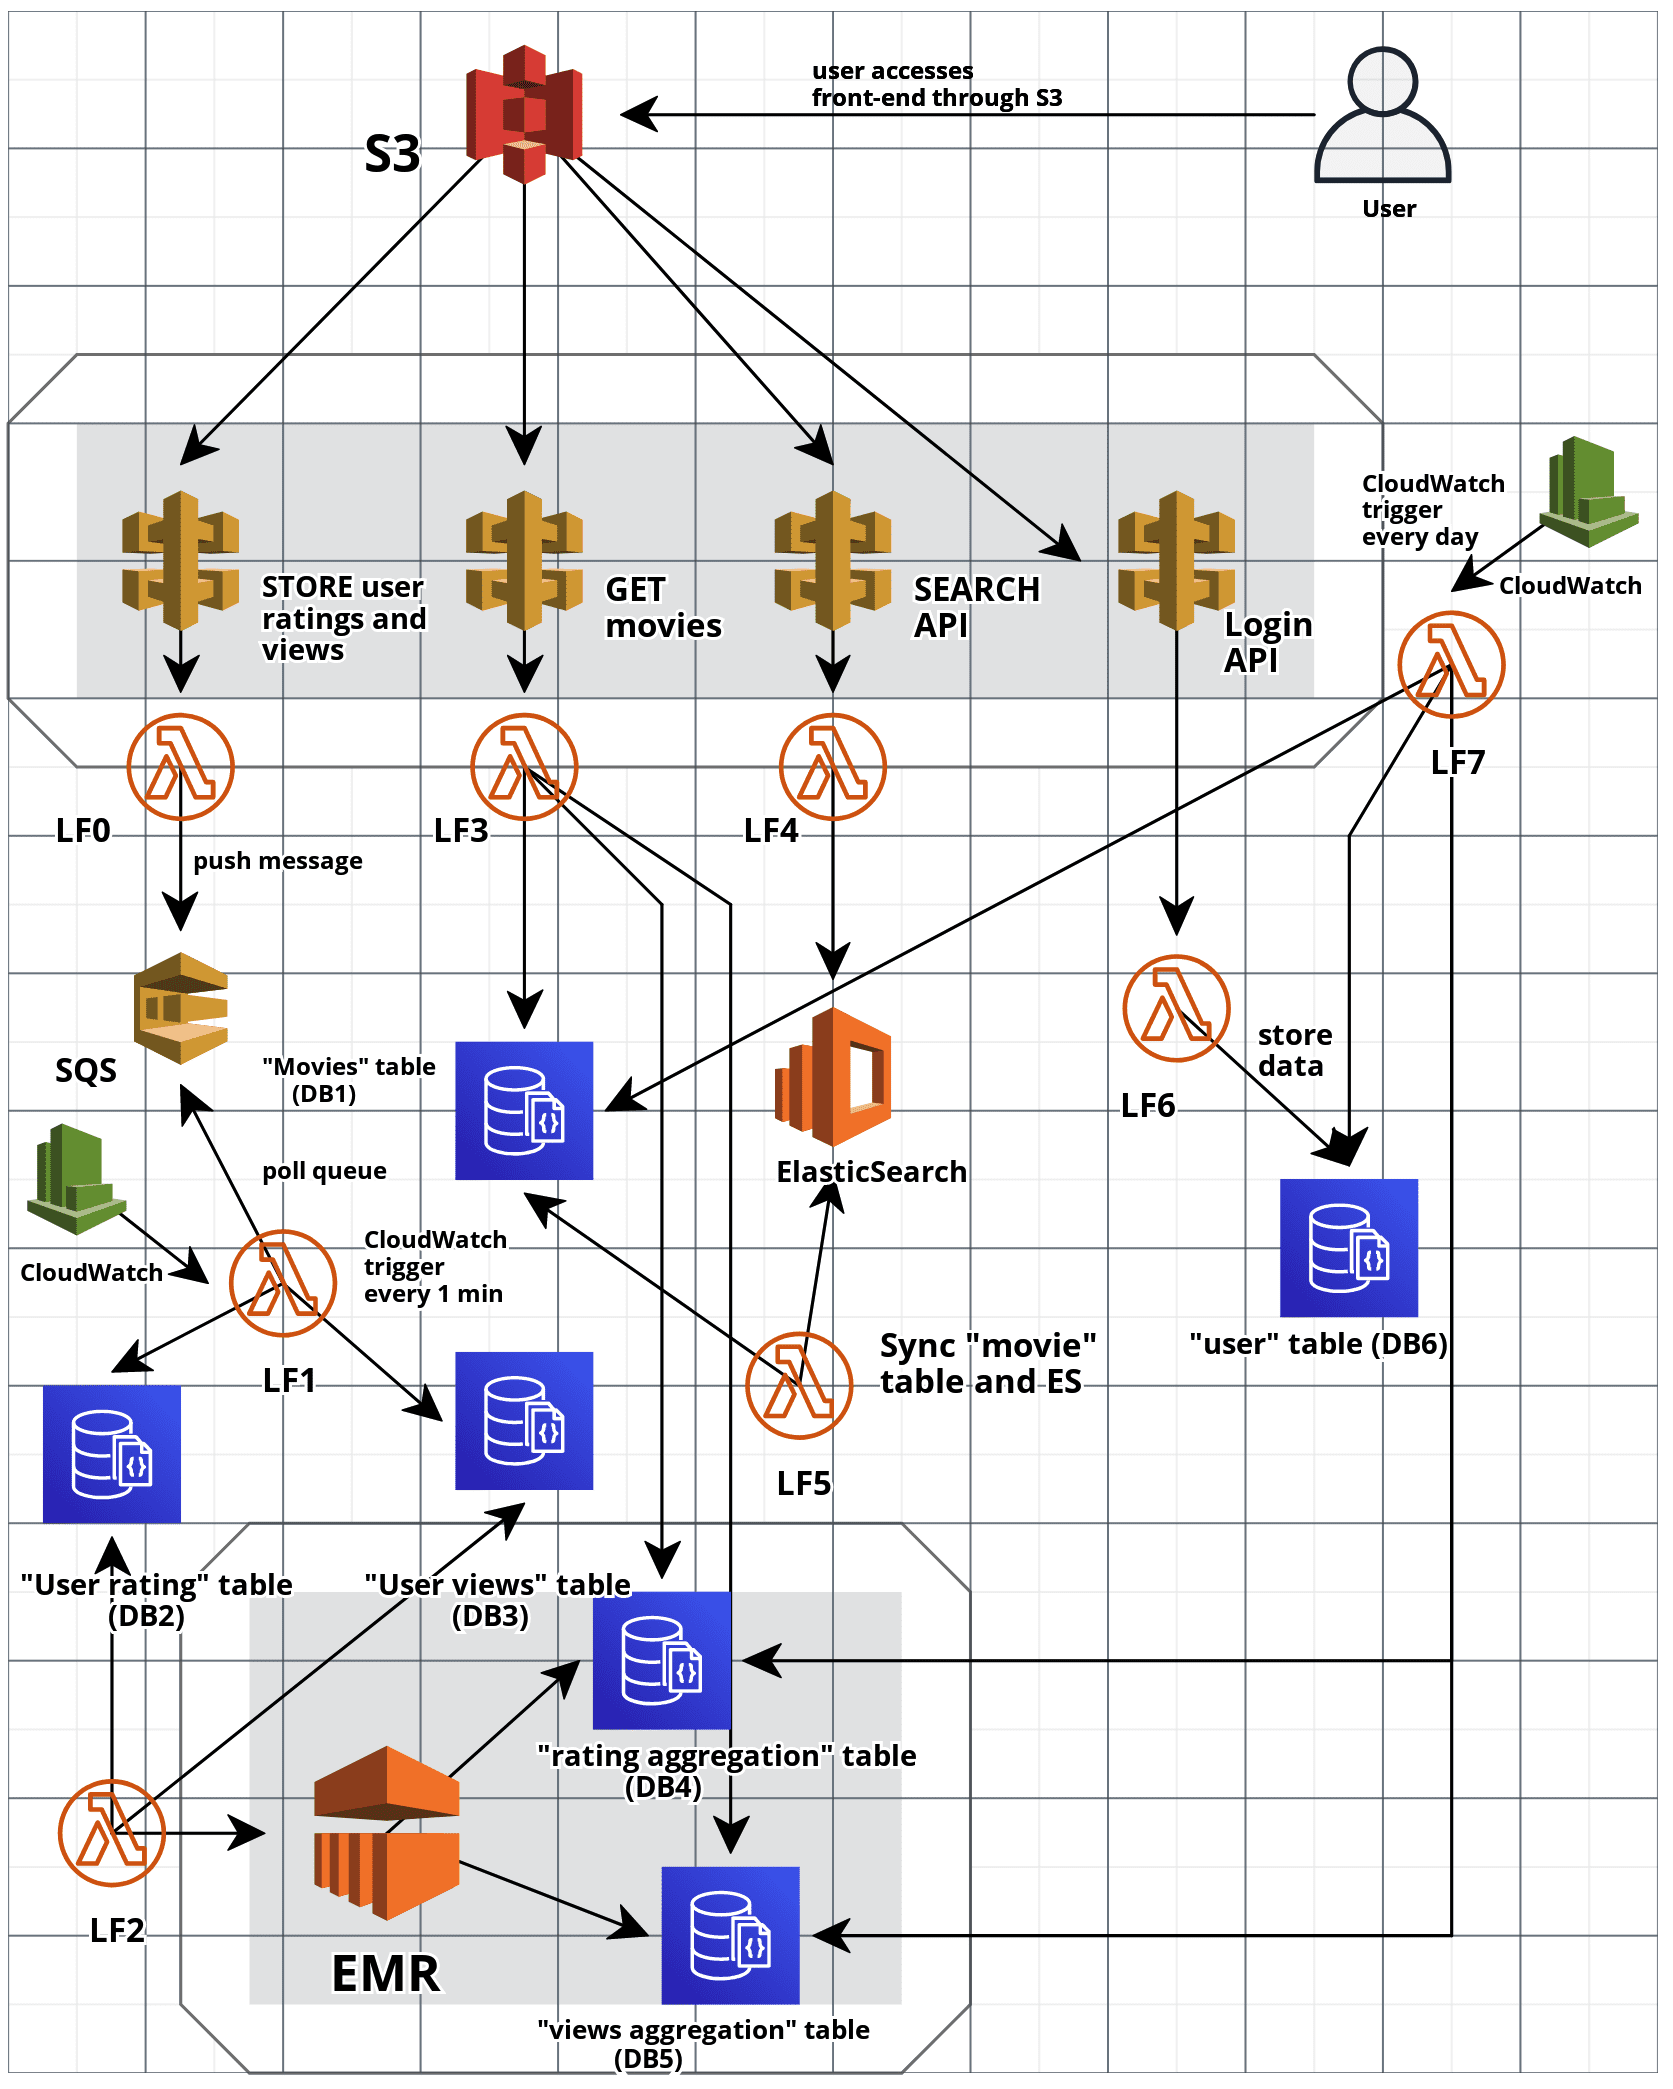 user accesses
front-end through S3
S3
User
CloudWatch
trigger
every day
CloudWatch
STORE user
ratings and
views
GET
movies
SEARCH
API
Login
API
LF7
LF0
LF3
LF4
push message
SQS
"Movies" table
(DB1)
store
data
LF6
ElasticSearch
poll queue
CloudWatch
CloudWatch
trigger
every 1 min
"user" table (DB6)
Sync "movie"
table and ES
LF1
LF5
"User rating" table
(DB2)
"User views" table
(DB3)
"rating aggregation" table
(DB4)
LF2
EMR
"views aggregation" table
(DB5)